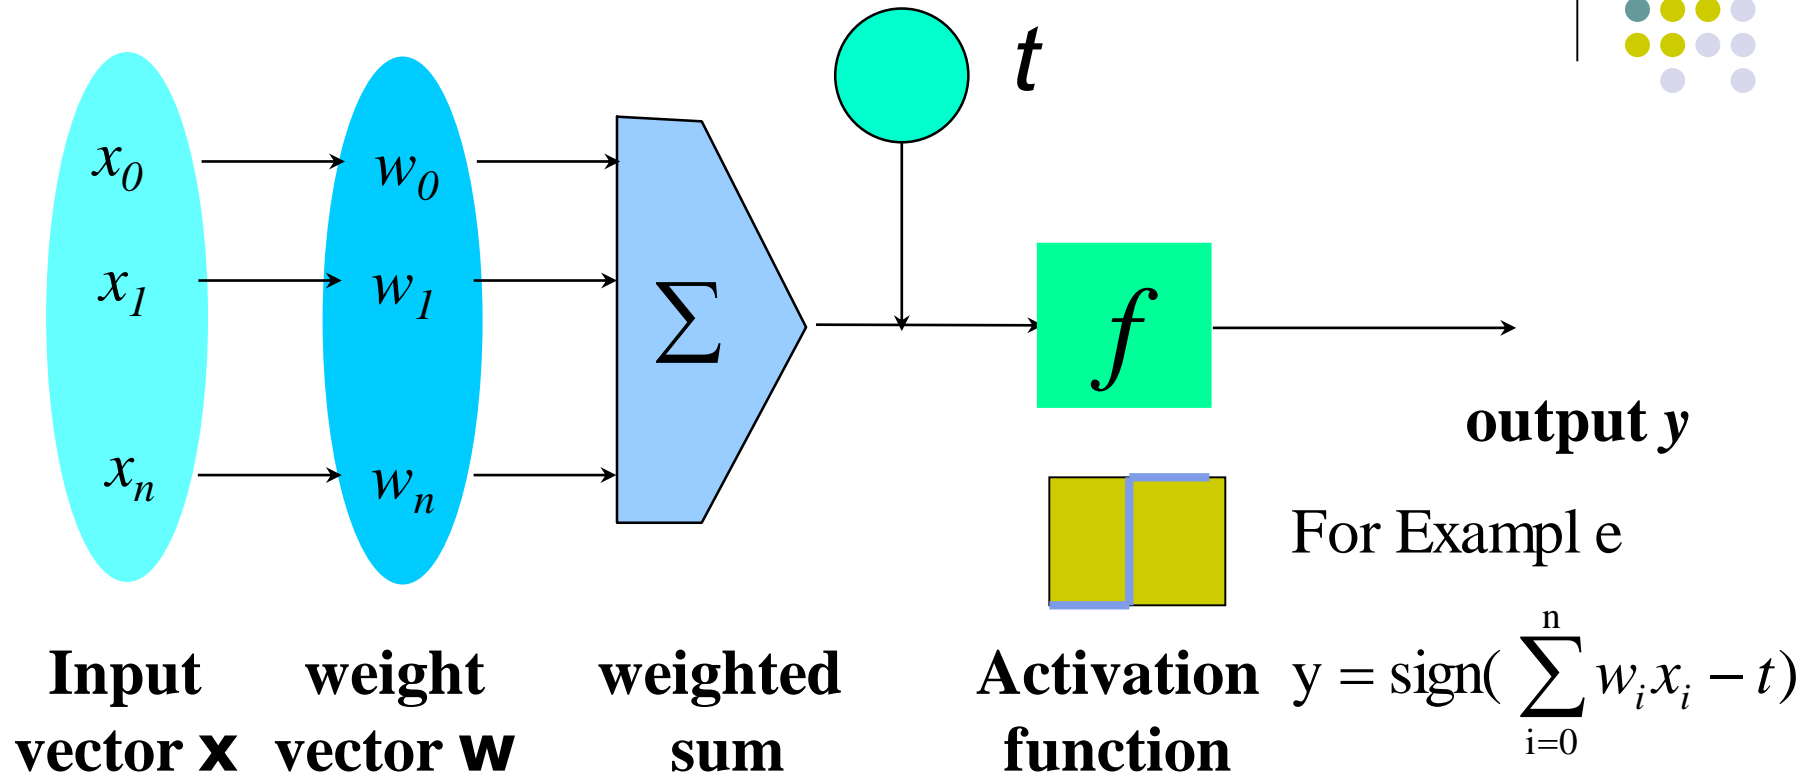 t
x₀ w₀
x₁ w₁
∑ f
xₙ wₙ
output y
For Exampl e
Input vector x
weight vector w
weighted sum
Activation function
y = sign( ∑ᵢ₌₀ⁿ wᵢxᵢ − t)